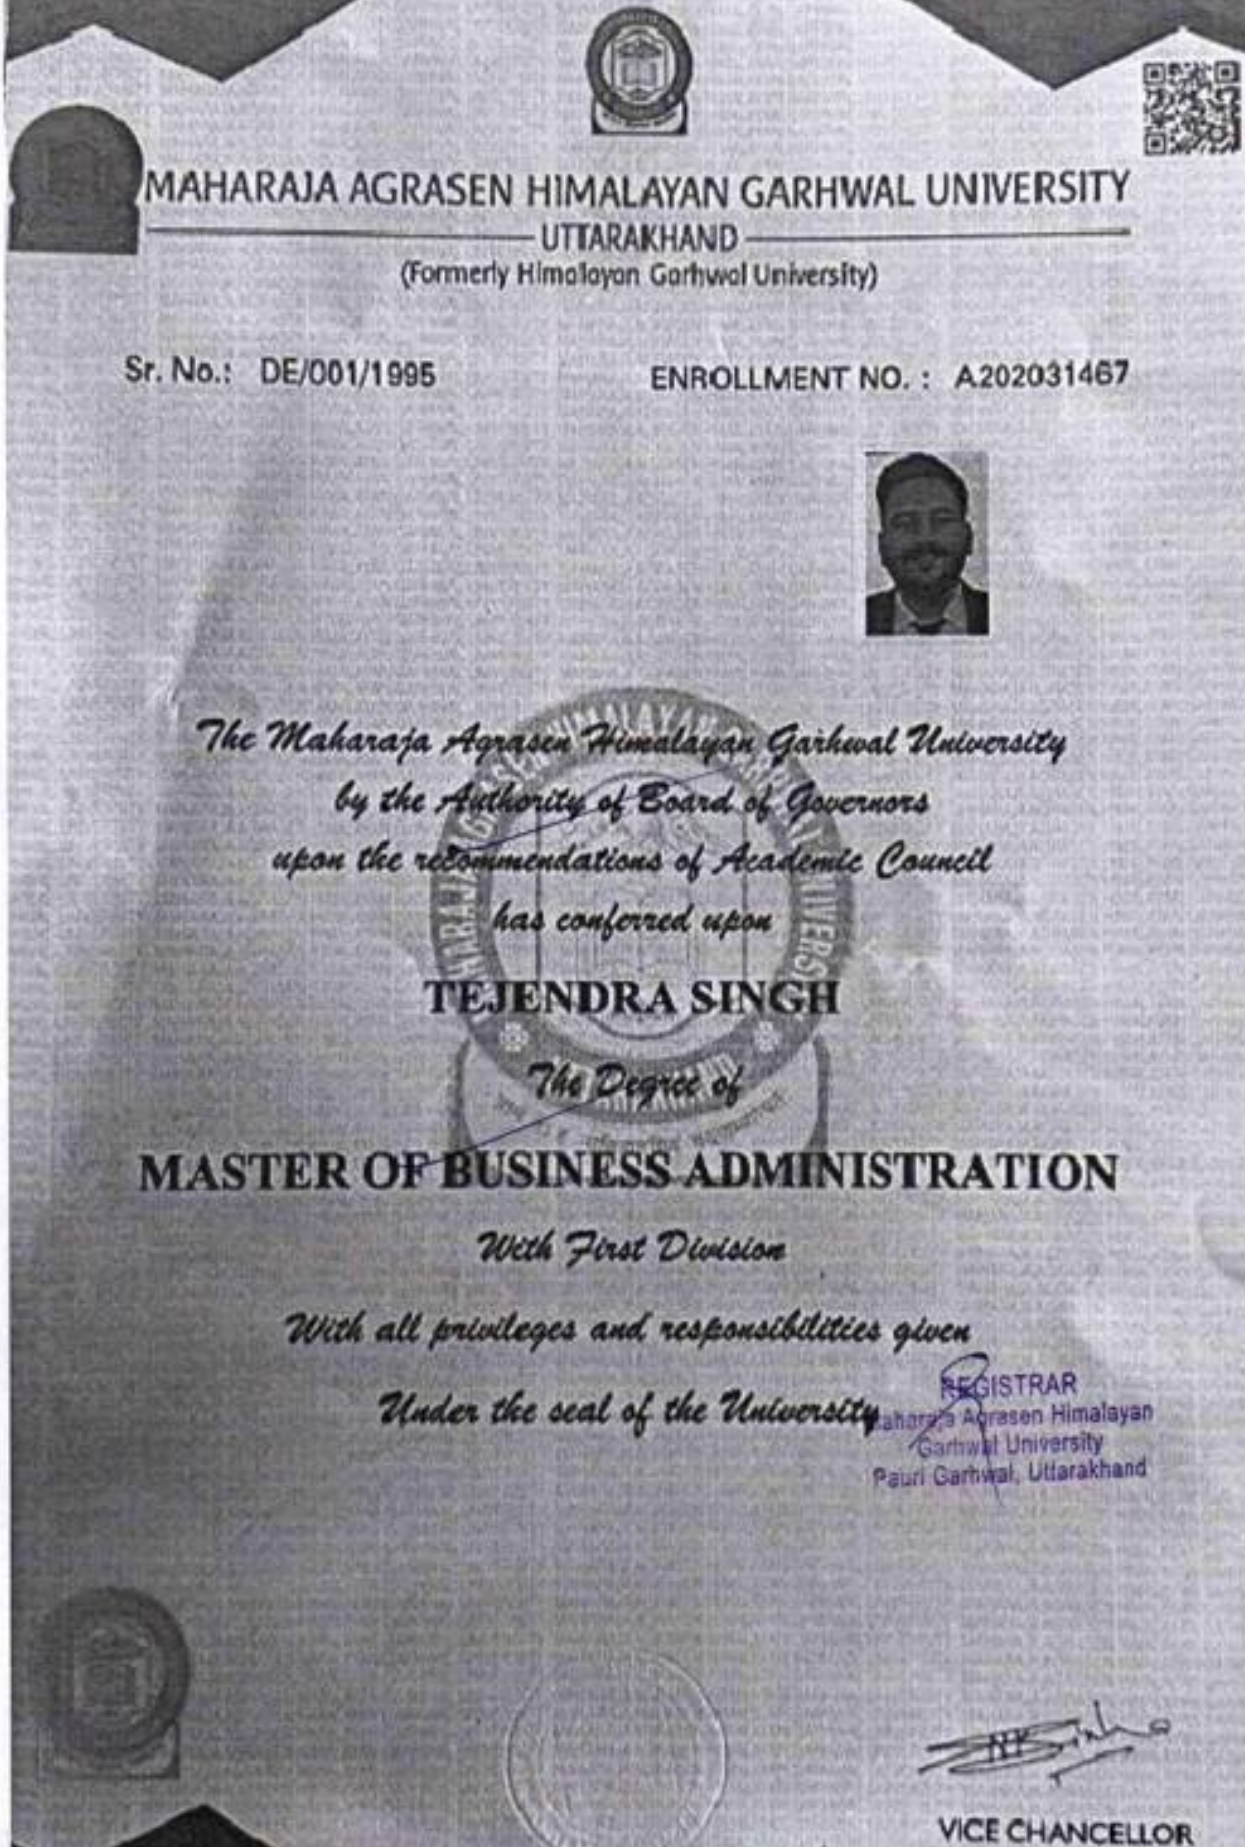 MAHARAJA AGRASEN HIMALAYAN GARHWAL UNIVERSITY
UTTARAKHAND
(Formerly Himalayan Garhwal University)
Sr. No.: DE/001/1995
ENROLLMENT NO. : A202031467
The Maharaja Agrasen Himalayan Garhwal University
by the Authority of Board of Governors
upon the recommendations of Academic Council
has conferred upon
TEJENDRA SINGH
The Degree of
MASTER OF BUSINESS ADMINISTRATION
With First Division
With all privileges and responsibilities given
Under the seal of the University
REGISTRAR
Maharaja Agrasen Himalayan
Garhwal University
Pauri Garhwal, Uttarakhand
VICE CHANCELLOR